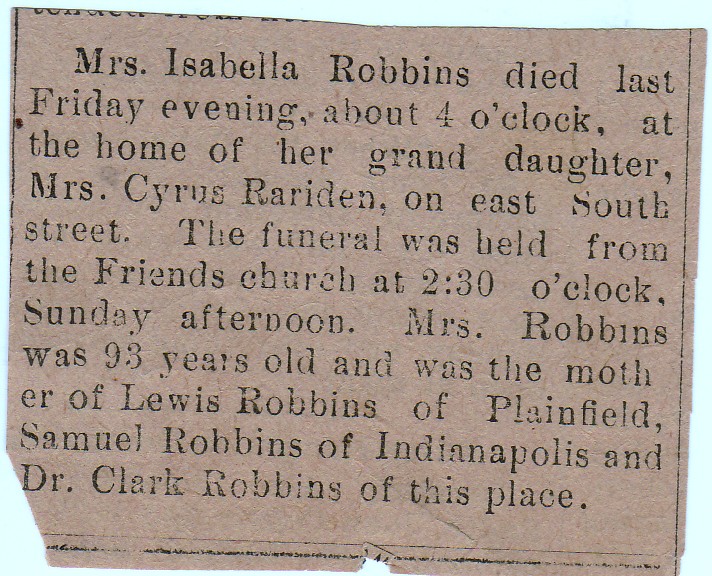 Mrs. Isabella Robbins died last
Friday evening, about 4 o'clock, at
the home of her grand daughter,
Mrs. Cyrus Rariden, on east South
street. The funeral was held from
the Friends church at 2:30 o'clock,
Sunday afternoon. Mrs. Robbins
was 93 years old and was the moth
er of Lewis Robbins of Plainfield,
Samuel Robbins of Indianapolis and
Dr. Clark Robbins of this place.